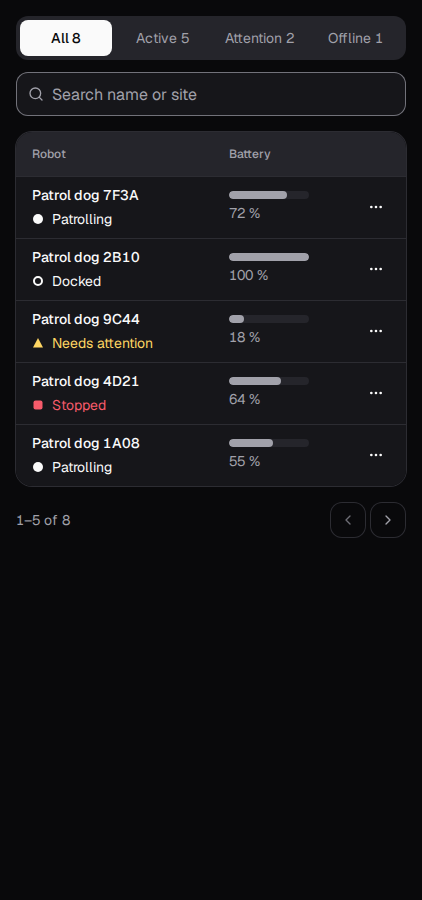 All 8 Active 5 Attention 2 Offline 1
Search name or site
Robot Battery
Patrol dog 7F3A
Patrolling
72 %
Patrol dog 2B10
Docked
100 %
Patrol dog 9C44
Needs attention
18 %
Patrol dog 4D21
Stopped
64 %
Patrol dog 1A08
Patrolling
55 %
1–5 of 8